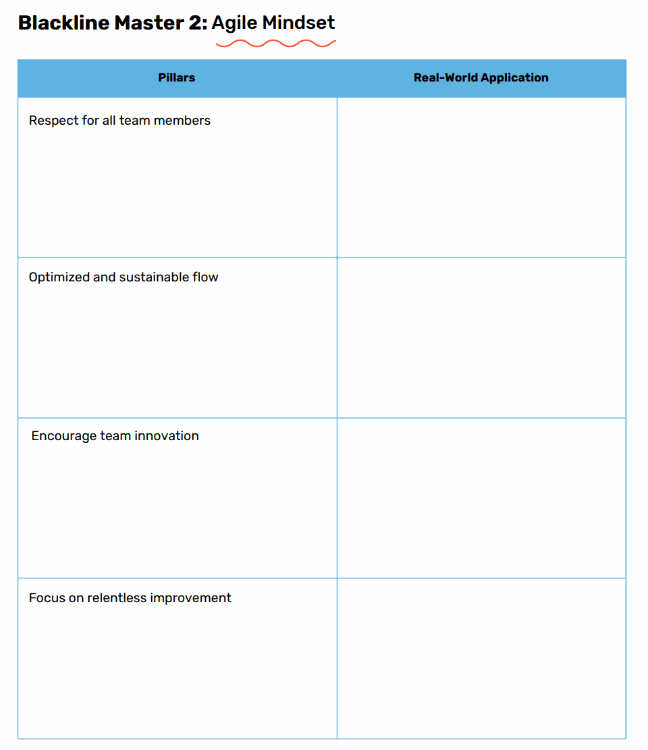 Blackline Master 2: Agile Mindset
Pillars
Real-World Application
Respect for all team members
Optimized and sustainable flow
Encourage team innovation
Focus on relentless improvement